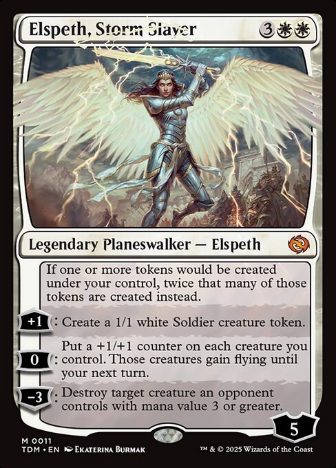 Elspeth, Storm Slayer 3
Legendary Planeswalker — Elspeth
If one or more tokens would be created
under your control, twice that many of those
tokens are created instead.
+1: Create a 1/1 white Soldier creature token.
Put a +1/+1 counter on each creature you
0: control. Those creatures gain flying until
your next turn.
-3: Destroy target creature an opponent
controls with mana value 3 or greater.
5
M 0011
TDM • EN Ekaterina Burmak
™ & © 2025 Wizards of the Coast